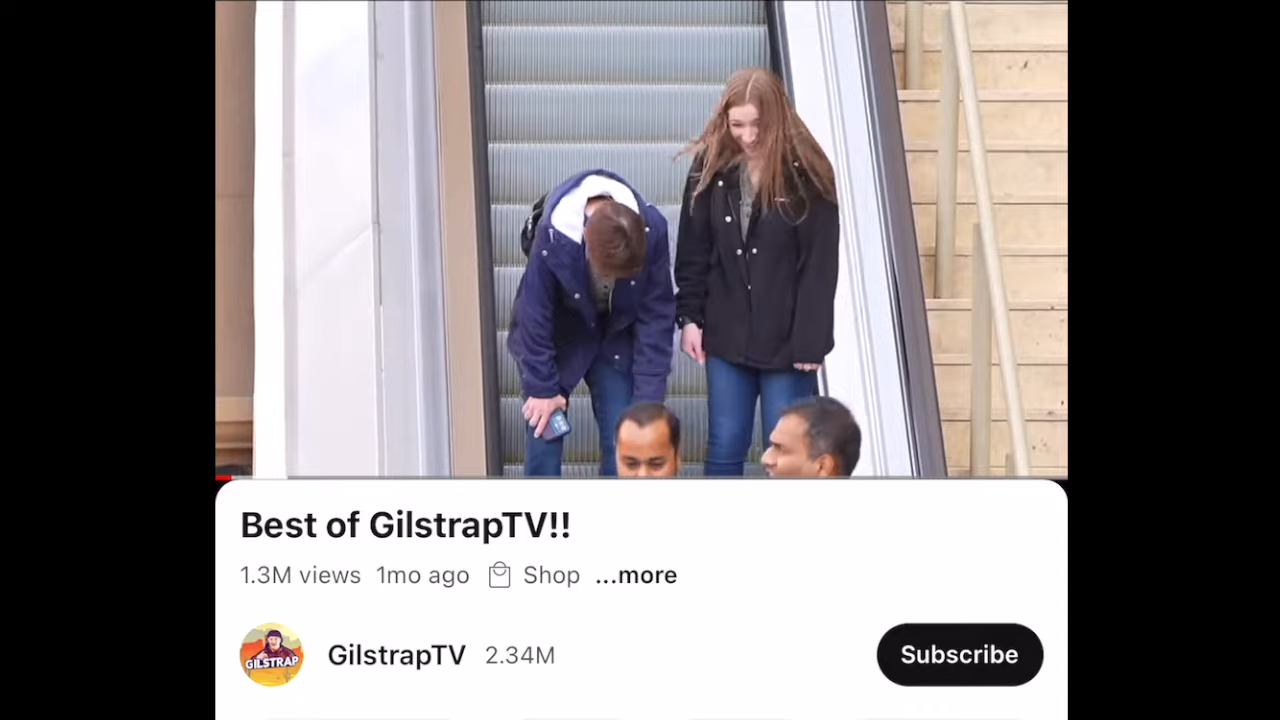 Best of GilstrapTV!!
1.3M views 1mo ago Shop ...more
GILSTRAP
GilstrapTV 2.34M
Subscribe